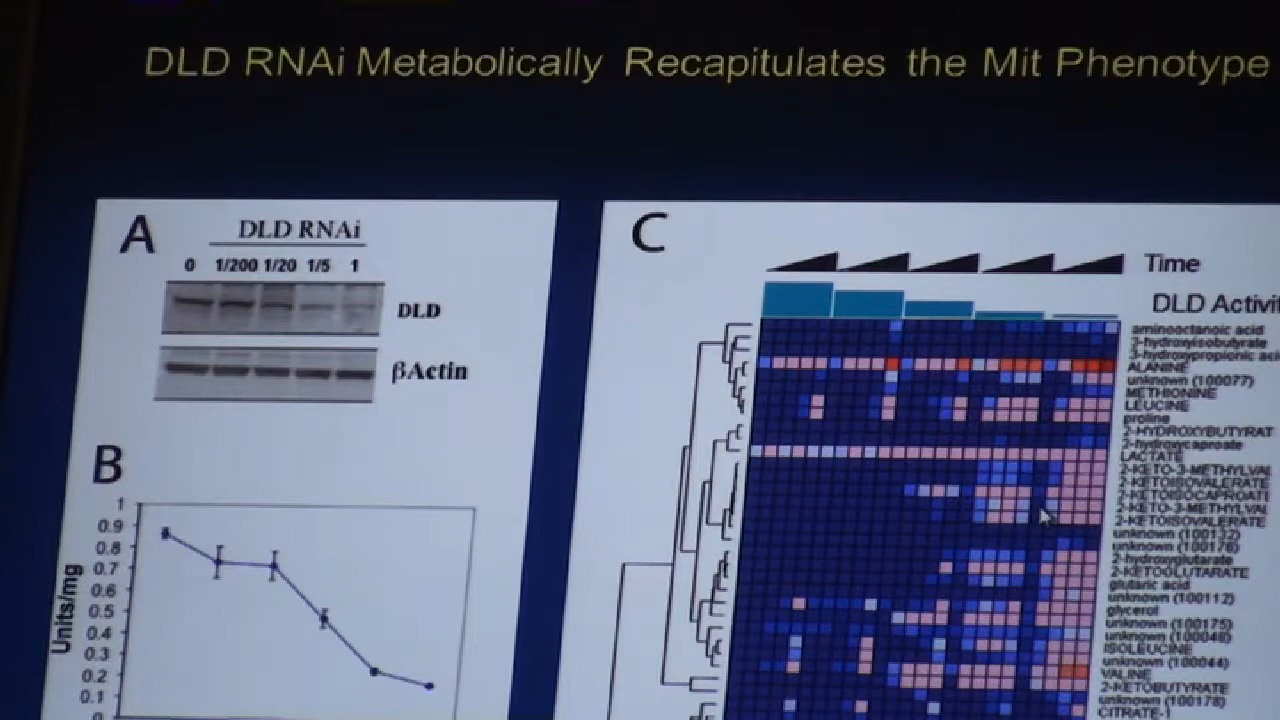 DLD RNAi Metabolically Recapitulates the Mit Phenotype
A
DLD RNAi
0 1/200 1/20 1/5 1
DLD
βActin
B
1
0.9
0.8
0.7
0.6
0.5
0.4
0.3
0.2
0.1
0
Units/mg
C
Time
DLD Activit
aminooctanoic acid
2-hydroxyisobutyrate
3-hydroxypropionic aci
ALANINE
unknown (100077)
METHIONINE
LEUCINE
proline
2-HYDROXYBUTYRAT
2-hydroxycaproate
LACTATE
2-KETO-3-METHYLVAL
2-KETOISOVALERATE
2-KETOISOCAPROATE
2-KETO-3-METHYLVAL
2-KETOISOVALERATE
unknown (100132)
unknown (100176)
2-hydroxyglutarate
2-KETOGLUTARATE
glutaric acid
unknown (100112)
glycerol
unknown (100175)
unknown (100048)
ISOLEUCINE
unknown (100044)
VALINE
2-KETOBUTYRATE
unknown (100178)
CITRATE-1